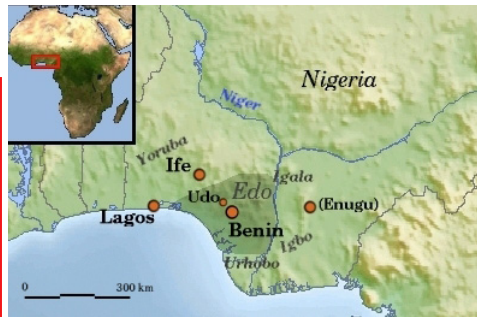 Nigeria
Niger
Yoruba
Ife
Igala
Edo
Udo
(Enugu)
Lagos
Benin
Igbo
Urhobo
0 300 km